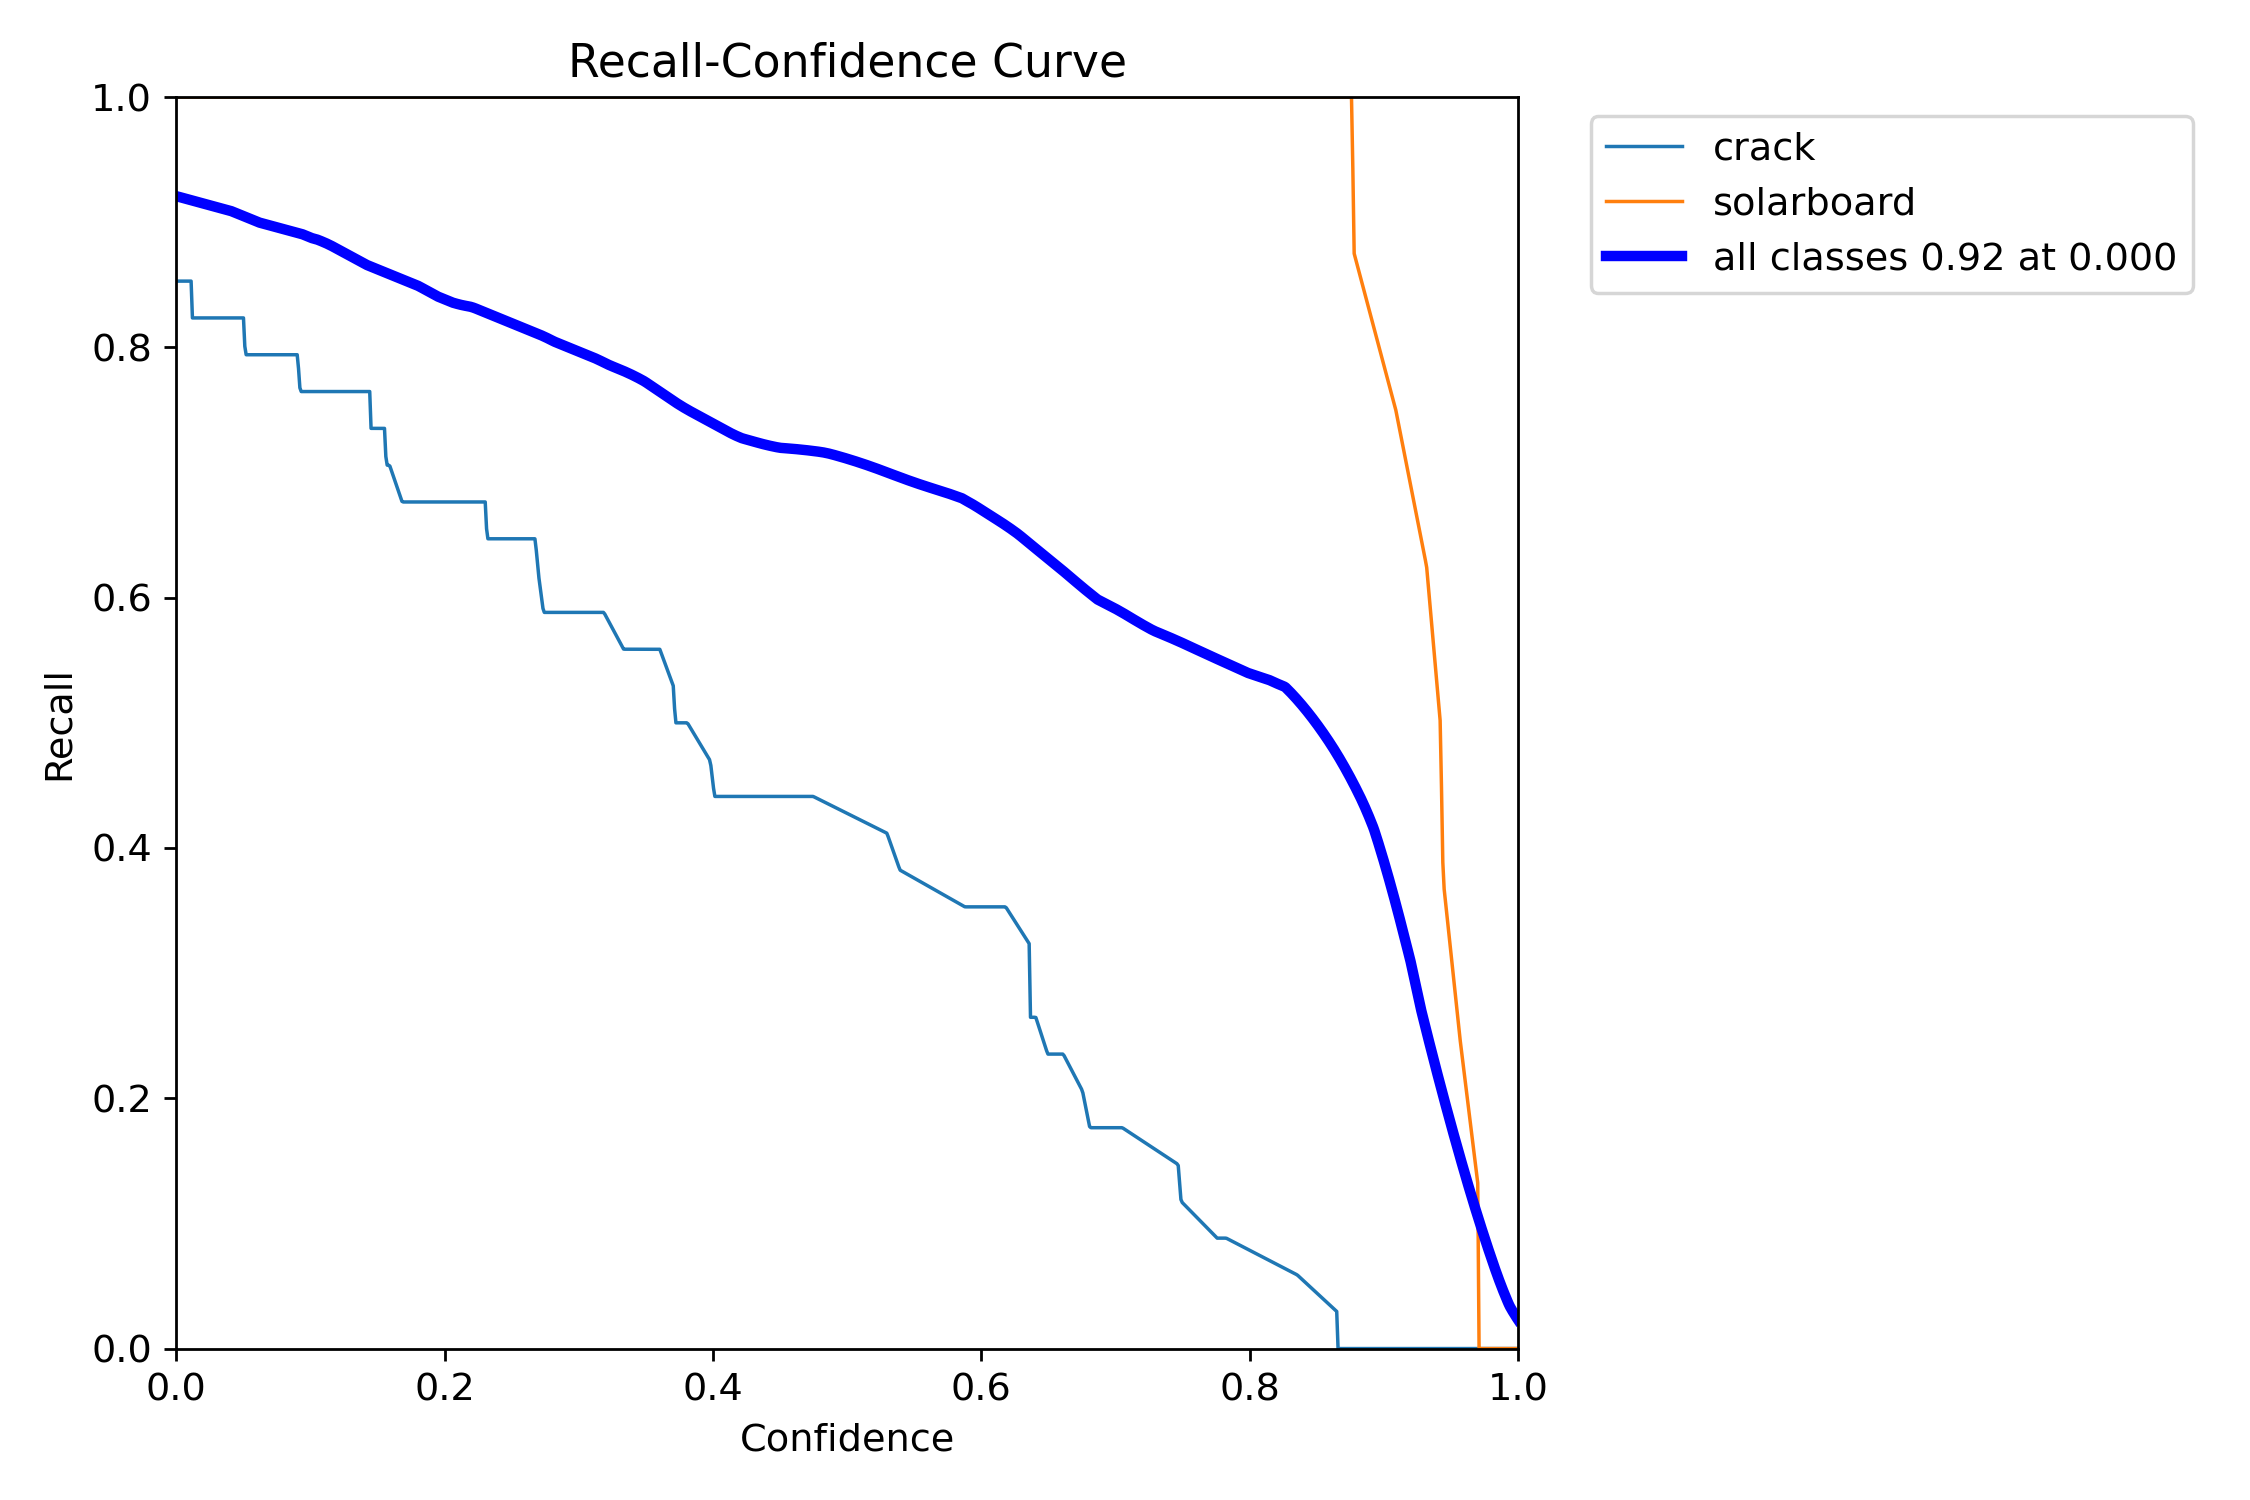 Recall-Confidence Curve
1.0
0.8
0.6
0.4
0.2
0.0
Recall
0.0 0.2 0.4 0.6 0.8 1.0
Confidence
crack
solarboard
all classes 0.92 at 0.000